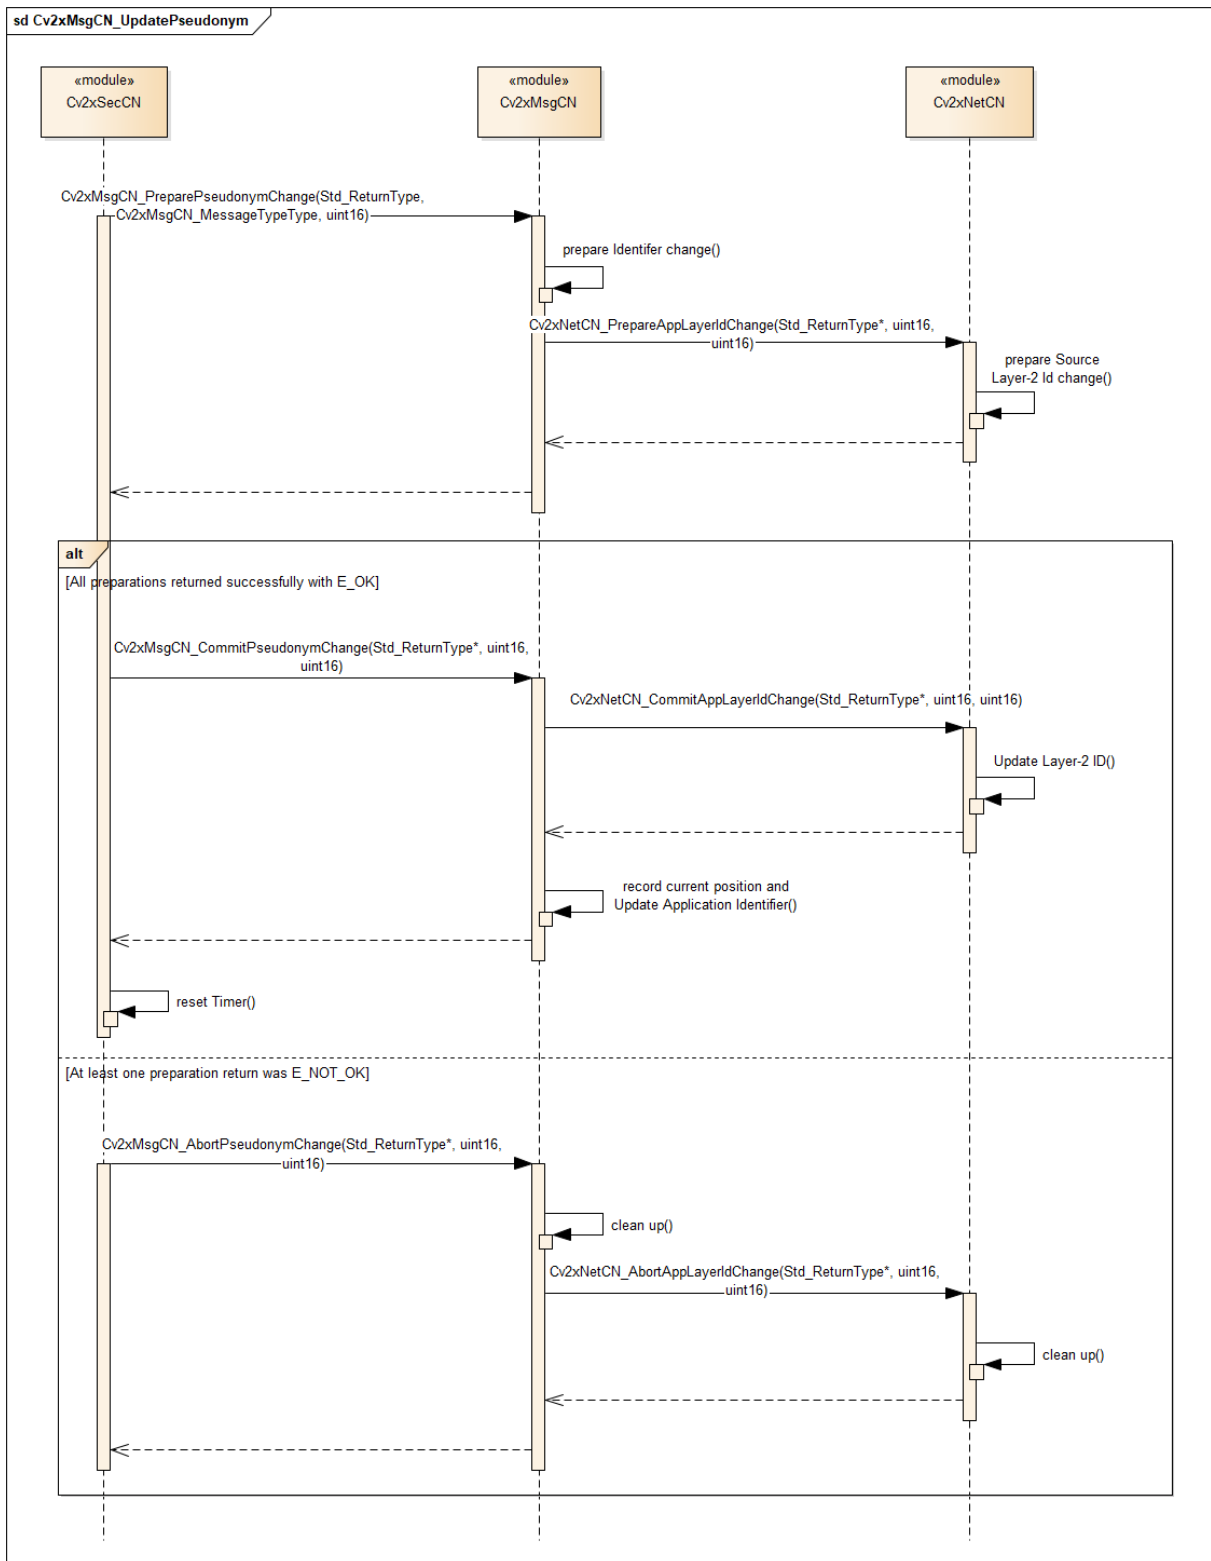 sd Cv2xMsgCN_UpdatePseudonym
«module»
Cv2xSecCN
«module»
Cv2xMsgCN
«module»
Cv2xNetCN
Cv2xMsgCN_PreparePseudonymChange(Std_ReturnType,
Cv2xMsgCN_MessageTypeType, uint16)
prepare Identifer change()
Cv2xNetCN_PrepareAppLayerIdChange(Std_ReturnType*, uint16,
uint16)
prepare Source
Layer-2 Id change()
alt
[All preparations returned successfully with E_OK]
Cv2xMsgCN_CommitPseudonymChange(Std_ReturnType*, uint16,
uint16)
Cv2xNetCN_CommitAppLayerIdChange(Std_ReturnType*, uint16, uint16)
Update Layer-2 ID()
record current position and
Update Application Identifier()
reset Timer()
[At least one preparation return was E_NOT_OK]
Cv2xMsgCN_AbortPseudonymChange(Std_ReturnType*, uint16,
uint16)
clean up()
Cv2xNetCN_AbortAppLayerIdChange(Std_ReturnType*, uint16,
uint16)
clean up()